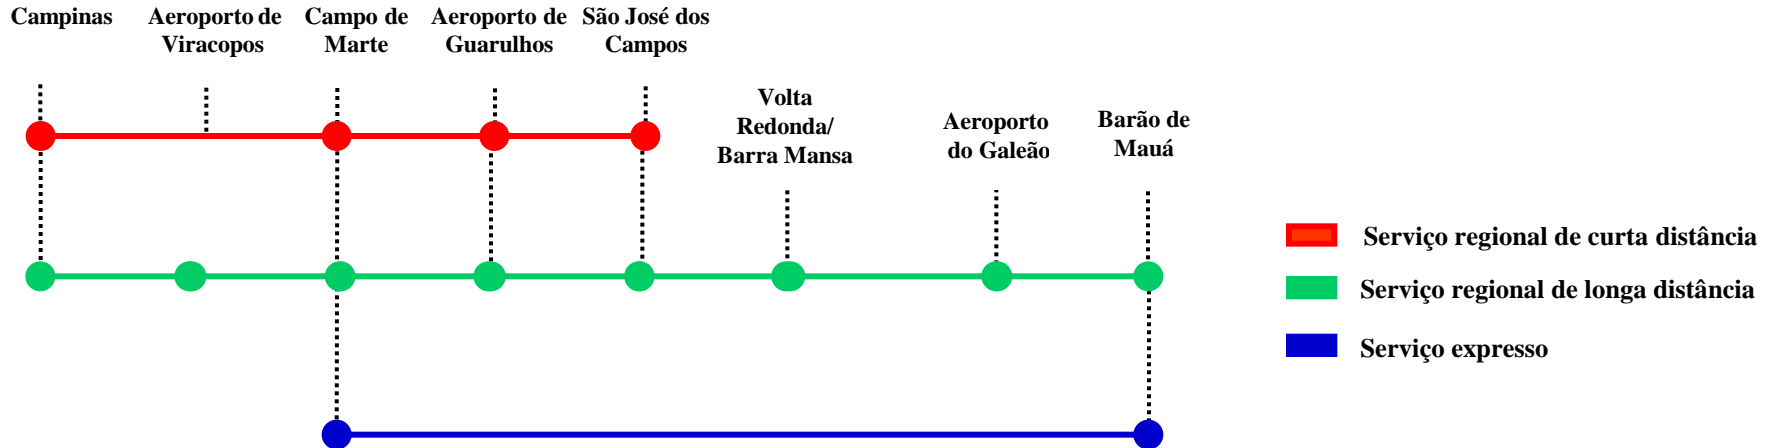 Campinas
Aeroporto de
Viracopos
Campo de
Marte
Aeroporto de
Guarulhos
São José dos
Campos
Volta
Redonda/
Barra Mansa
Aeroporto
do Galeão
Barão de
Mauá
Serviço regional de curta distância
Serviço regional de longa distância
Serviço expresso